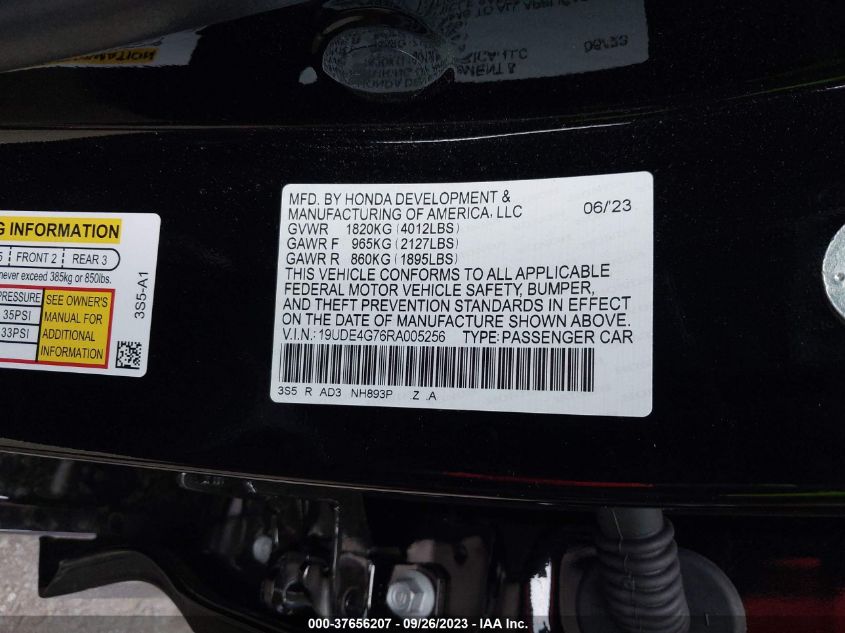 MFD. BY HONDA DEVELOPMENT &
MANUFACTURING OF AMERICA, LLC 06/'23
GVWR 1820KG (4012LBS)
GAWR F 965KG (2127LBS)
GAWR R 860KG (1895LBS)
THIS VEHICLE CONFORMS TO ALL APPLICABLE
FEDERAL MOTOR VEHICLE SAFETY, BUMPER,
AND THEFT PREVENTION STANDARDS IN EFFECT
ON THE DATE OF MANUFACTURE SHOWN ABOVE.
V.I.N.: 19UDE4G76RA005256 TYPE: PASSENGER CAR
3S5 R AD3 NH893P .Z .A
INFORMATION
5 FRONT 2 REAR 3
never exceed 385kg or 850lbs.
PRESSURE
35PSI
33PSI
SEE OWNER'S
MANUAL FOR
ADDITIONAL
INFORMATION
3S5-A1
000-37656207 - 09/26/2023 - IAA Inc.